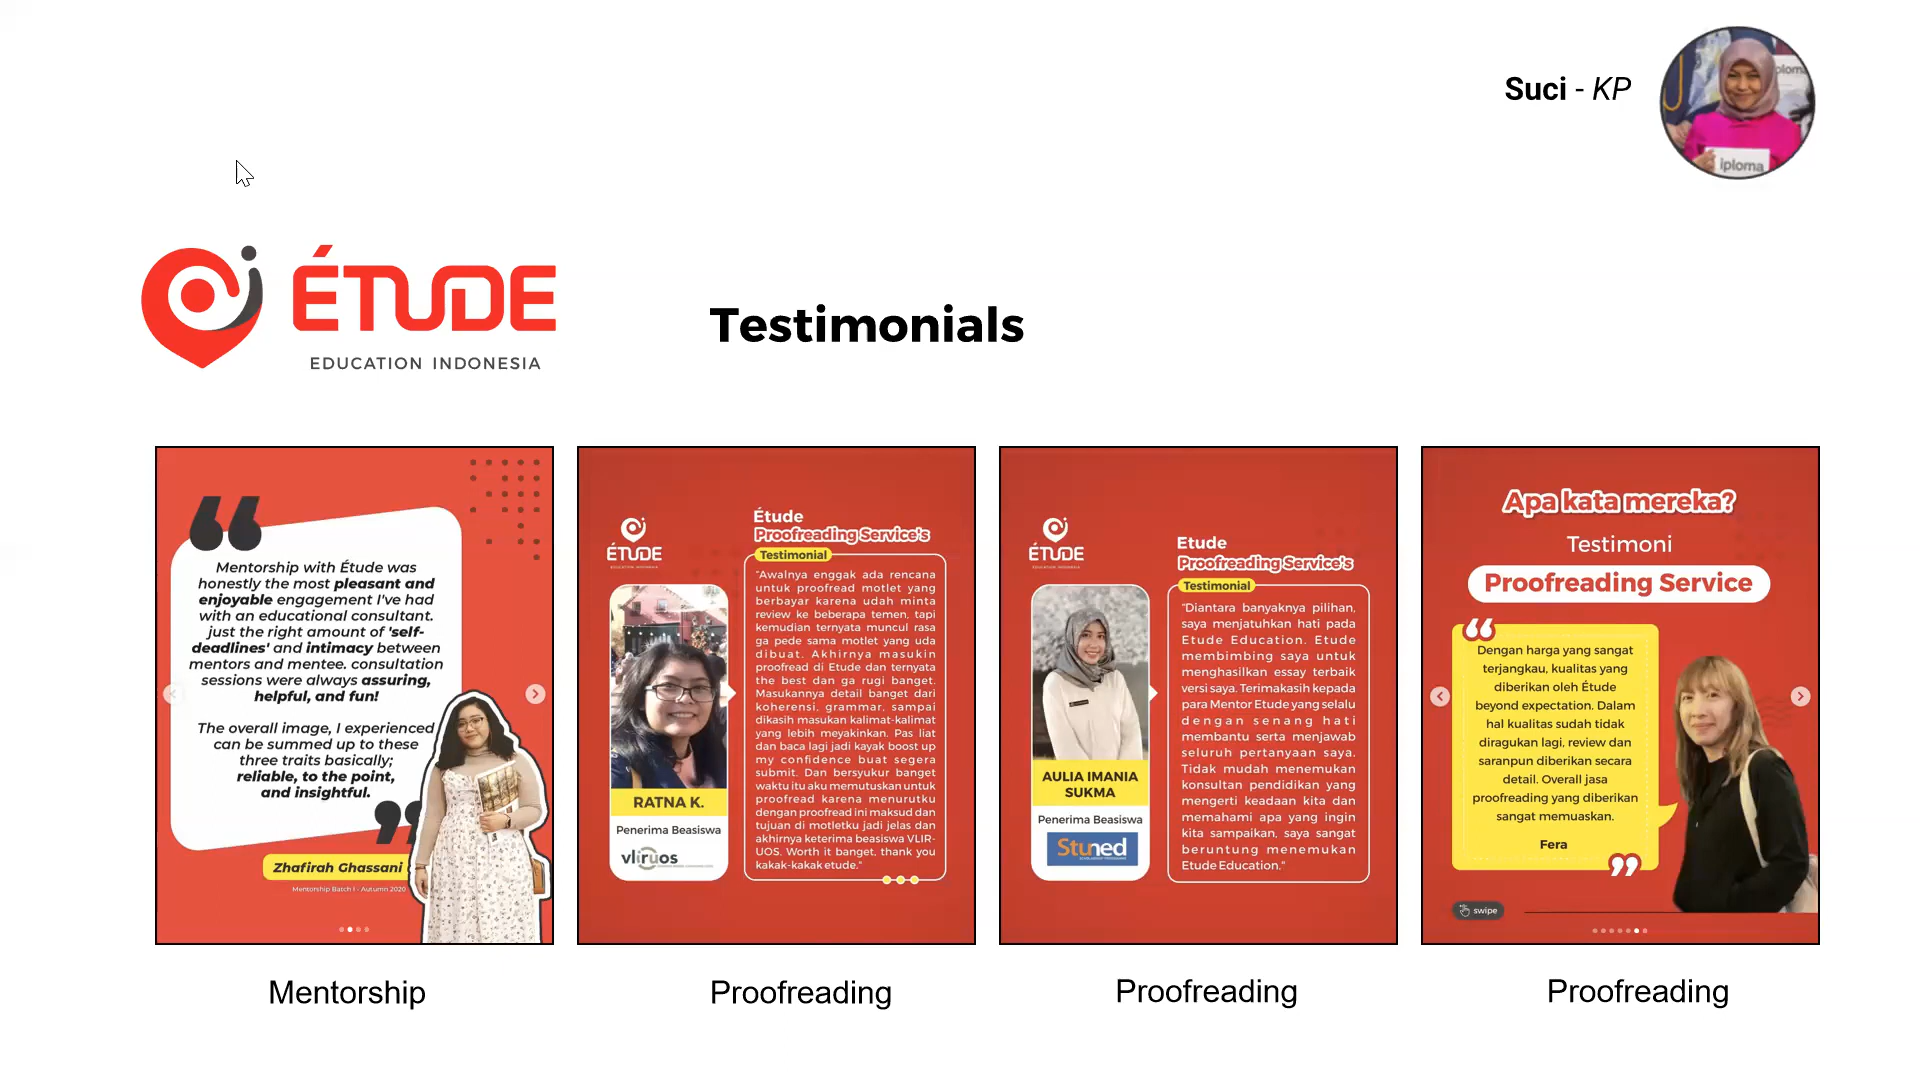 Suci - KP
iploma
iploma
ÉTUDE
EDUCATION INDONESIA
Testimonials
Mentorship with Étude was
honestly the most pleasant and
enjoyable engagement I've had
with an educational consultant.
just the right amount of 'self-
deadlines' and intimacy between
mentors and mentee. consultation
sessions were always assuring,
helpful, and fun!
The overall image, I experienced
can be summed up to these
three traits basically;
reliable, to the point,
and insightful.
Zhafirah Ghassani
Mentorship Batch I - Autumn 2020
Mentorship
ÉTUDE
EDUCATION INDONESIA
Étude
Proofreading Service's
Testimonial
"Awalnya enggak ada rencana
untuk proofread motlet yang
berbayar karena udah minta
review ke beberapa temen, tapi
kemudian ternyata muncul rasa
ga pede sama motlet yang uda
dibuat. Akhirnya masukin
proofread di Etude dan ternyata
the best dan ga rugi banget.
Masukannya detail banget dari
koherensi, grammar, sampai
dikasih masukan kalimat-kalimat
yang lebih meyakinkan. Pas liat
dan baca lagi jadi kayak boost up
my confidence buat segera
submit. Dan bersyukur banget
waktu itu aku memutuskan untuk
proofread karena menurutku
dengan proofread ini maksud dan
tujuan di motletku jadi jelas dan
akhirnya keterima beasiswa VLIR-
UOS. Worth it banget, thank you
kakak-kakak etude."
RATNA K.
Penerima Beasiswa
vliruos
Proofreading
ÉTUDE
EDUCATION INDONESIA
Etude
Proofreading Service's
Testimonial
"Diantara banyaknya pilihan,
saya menjatuhkan hati pada
Etude Education. Etude
membimbing saya untuk
menghasilkan essay terbaik
versi saya. Terimakasih kepada
para Mentor Etude yang selalu
dengan senang hati
membantu serta menjawab
seluruh pertanyaan saya.
Tidak mudah menemukan
konsultan pendidikan yang
mengerti keadaan kita dan
memahami apa yang ingin
kita sampaikan, saya sangat
beruntung menemukan
Etude Education."
AULIA IMANIA
SUKMA
Penerima Beasiswa
Stuned
Proofreading
Apa kata mereka?
Testimoni
Proofreading Service
Dengan harga yang sangat
terjangkau, kualitas yang
diberikan oleh Étude
beyond expectation. Dalam
hal kualitas sudah tidak
diragukan lagi, review dan
saranpun diberikan secara
detail. Overall jasa
proofreading yang diberikan
sangat memuaskan.
Fera
swipe
Proofreading